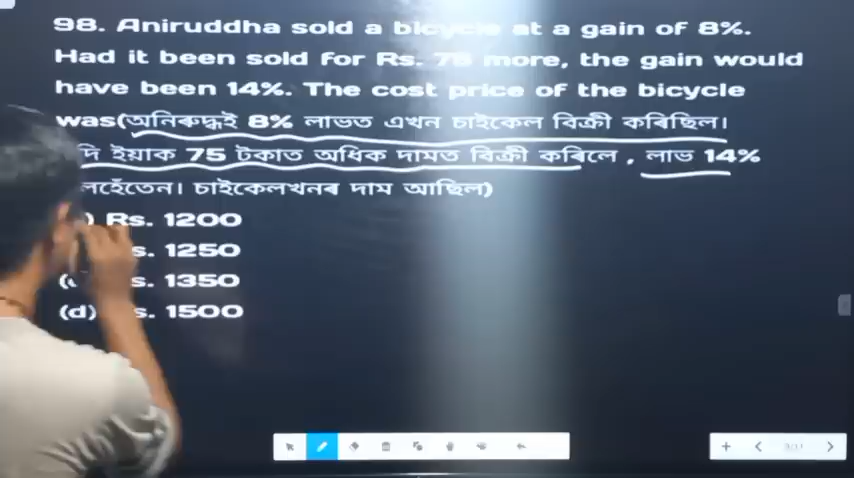 98. Aniruddha sold a bicycle at a gain of 8%.
Had it been sold for Rs. 75 more, the gain would
have been 14%. The cost price of the bicycle
was(অনিৰুদ্ধই 8% লাভত এখন চাইকেল বিক্ৰী কৰিছিল।
দি ইয়াক 75 টকাত অধিক দামত বিক্ৰী কৰিলে , লাভ 14%
লহেঁতেন। চাইকেলখনৰ দাম আছিল)
) Rs. 1200
s. 1250
s. 1350
(d) s. 1500